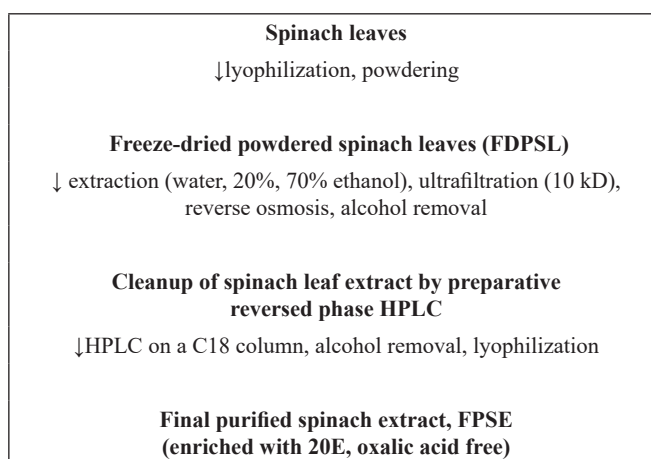 Spinach leaves
↓lyophilization, powdering
Freeze-dried powdered spinach leaves (FDPSL)
↓ extraction (water, 20%, 70% ethanol), ultrafiltration (10 kD),
reverse osmosis, alcohol removal
Cleanup of spinach leaf extract by preparative
reversed phase HPLC
↓HPLC on a C18 column, alcohol removal, lyophilization
Final purified spinach extract, FPSE
(enriched with 20E, oxalic acid free)